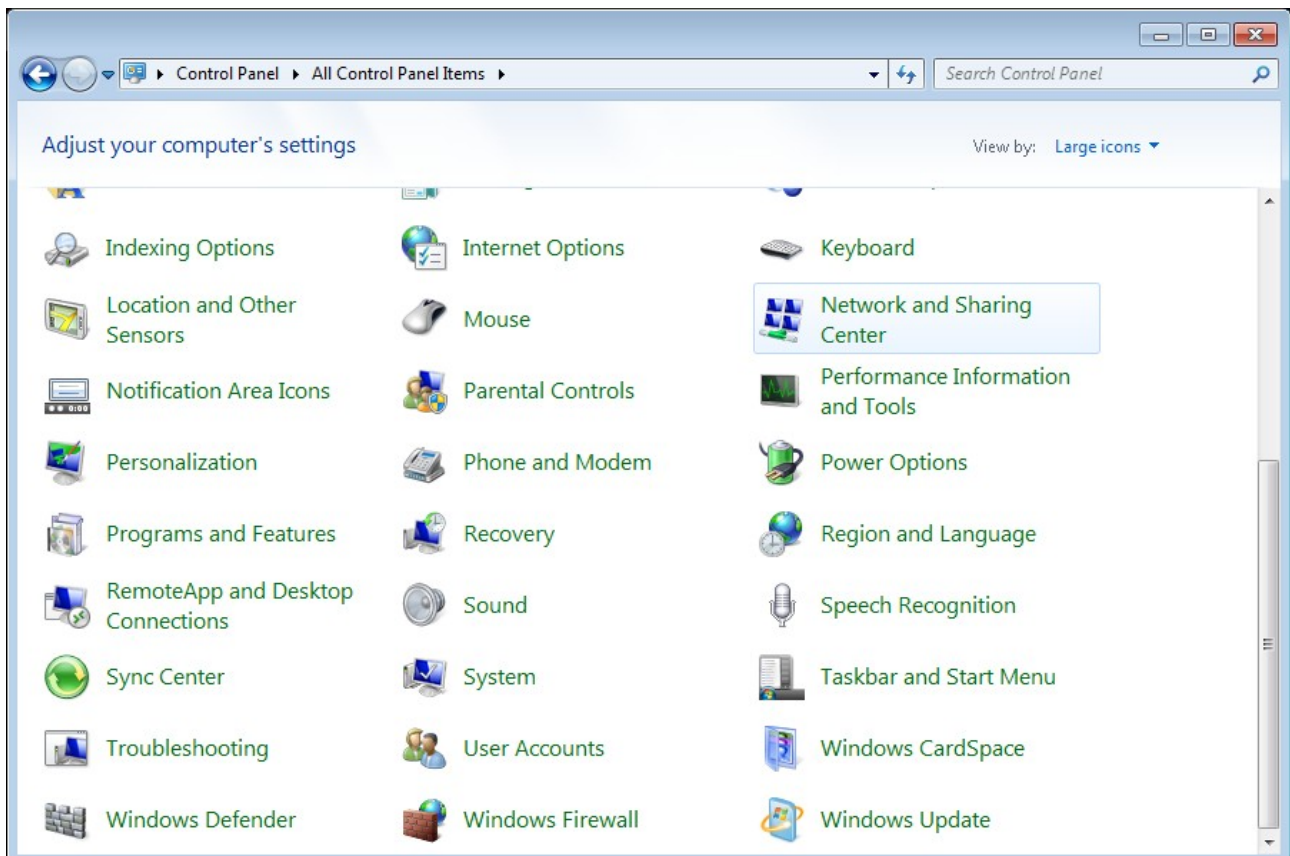 Control Panel ▸ All Control Panel Items ▸
Search Control Panel
Adjust your computer's settings
View by: Large icons
Indexing Options
Internet Options
Keyboard
Location and Other
Sensors
Mouse
Network and Sharing
Center
Notification Area Icons
Parental Controls
Performance Information
and Tools
Personalization
Phone and Modem
Power Options
Programs and Features
Recovery
Region and Language
RemoteApp and Desktop
Connections
Sound
Speech Recognition
Sync Center
System
Taskbar and Start Menu
Troubleshooting
User Accounts
Windows CardSpace
Windows Defender
Windows Firewall
Windows Update